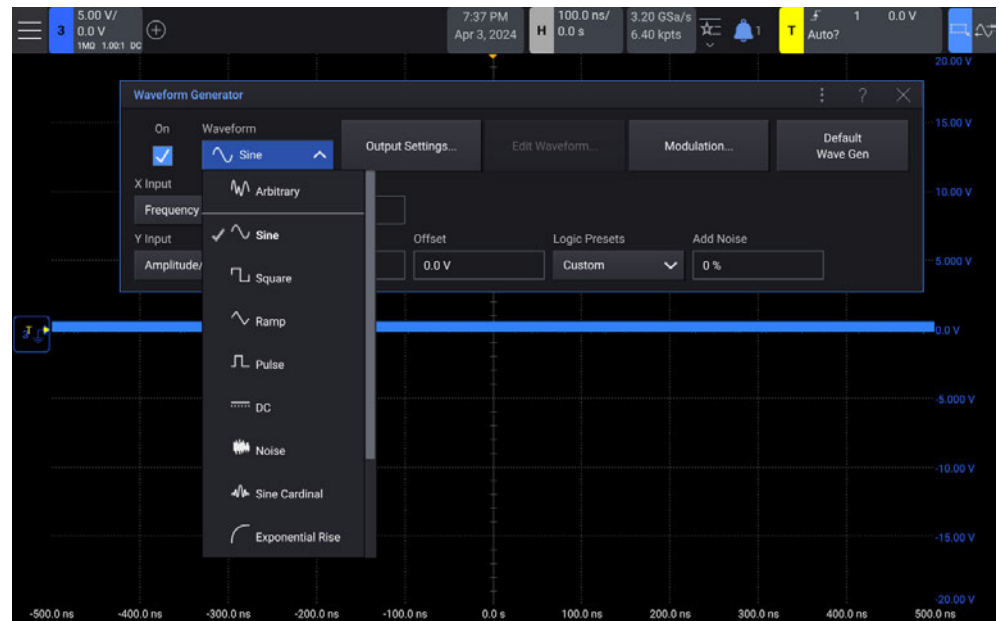 5.00 V/
3 0.0 V
1MΩ 1.00:1 DC
7:37 PM
Apr 3, 2024
H 100.0 ns/
0.0 s
3.20 GSa/s
6.40 kpts
1
T 1 0.0 V
Auto?
20.00 V
Waveform Generator
? 
15.00 V
On Waveform
Sine
Output Settings...
Edit Waveform...
Modulation...
Default
Wave Gen
X Input
Arbitrary
10.00 V
Frequency
Y Input
Sine
Offset
Logic Presets
Add Noise
Amplitude/
0.0 V
Custom
0 %
5.000 V
Square
Ramp
T
0.0 V
Pulse
-5.000 V
DC
Noise
-10.00 V
Sine Cardinal
Exponential Rise
-15.00 V
-20.00 V
-500.0 ns -400.0 ns -300.0 ns -200.0 ns -100.0 ns 0.0 s 100.0 ns 200.0 ns 300.0 ns 400.0 ns 500.0 ns